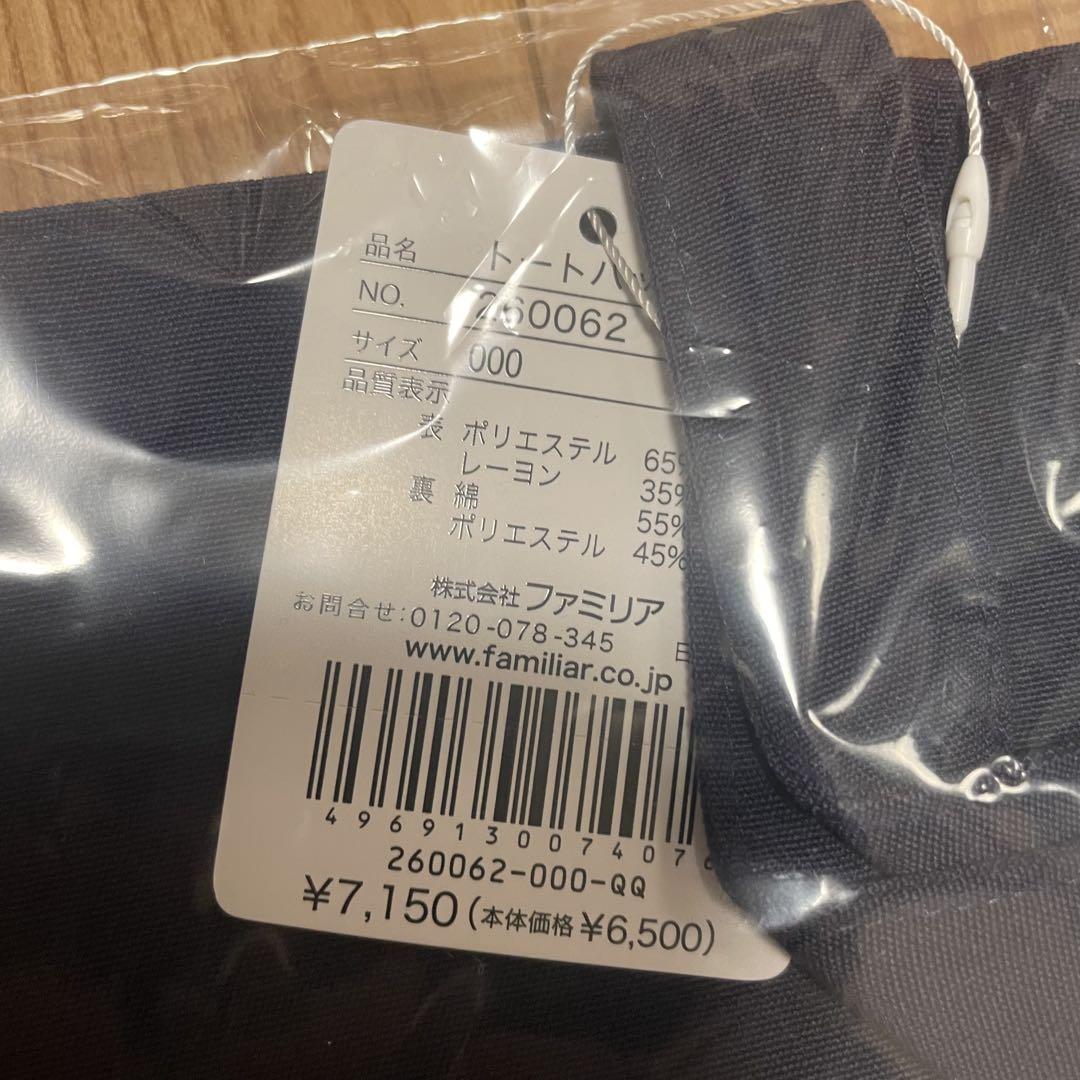 品名 トートバッ
NO. 260062
サイズ 000
品質表示
表 ポリエステル 65%
レーヨン 35%
裏 綿 55%
ポリエステル 45%
株式会社 ファミリア
お問合せ:0120-078-345 日
www.familiar.co.jp
496913007407
260062-000-QQ
¥7,150(本体価格¥6,500)